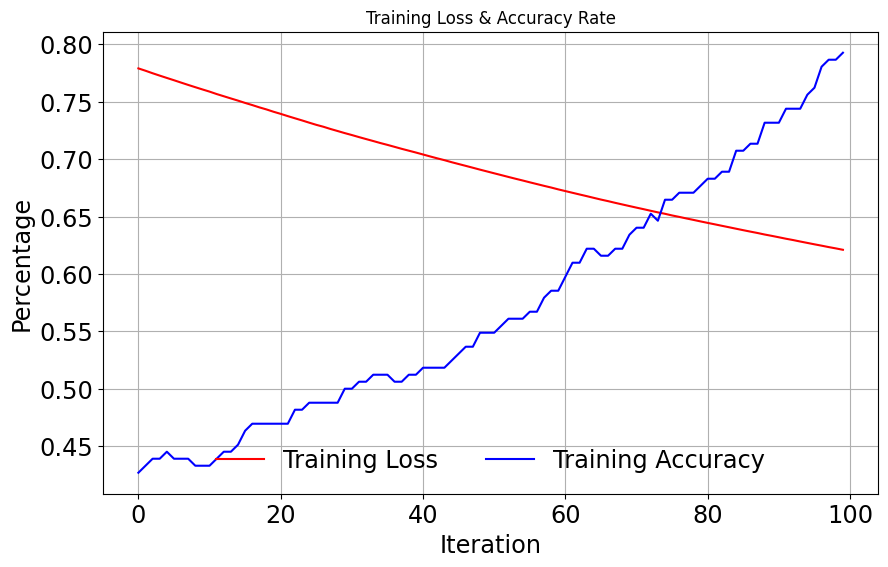 Training Loss & Accuracy Rate
0.80
0.75
0.70
0.65
0.60
0.55
0.50
0.45
Percentage
Training Loss Training Accuracy
0 20 40 60 80 100
Iteration